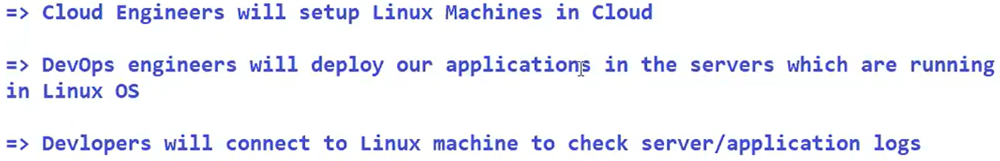 => Cloud Engineers will setup Linux Machines in Cloud
=> DevOps engineers will deploy our applications in the servers which are running
in Linux OS
=> Devlopers will connect to Linux machine to check server/application logs